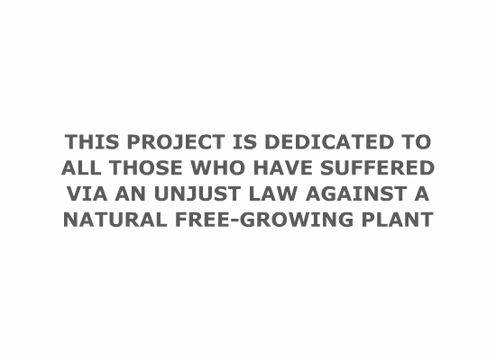 THIS PROJECT IS DEDICATED TO
ALL THOSE WHO HAVE SUFFERED
VIA AN UNJUST LAW AGAINST A
NATURAL FREE-GROWING PLANT